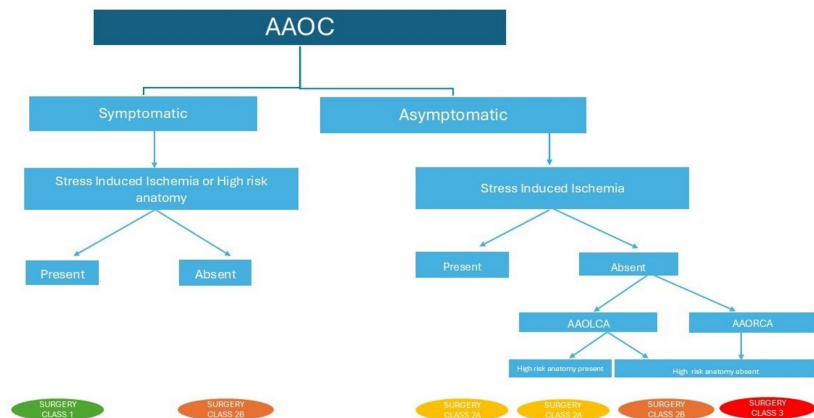 AAOC
Symptomatic
Asymptomatic
Stress Induced Ischemia or High risk
anatomy
Stress Induced Ischemia
Present
Absent
Present
Absent
AAOLCA
AAORCA
High risk anatomy present
High risk anatomy absent
SURGERY
CLASS 1
SURGERY
CLASS 2B
SURGERY
CLASS 2A
SURGERY
CLASS 2A
SURGERY
CLASS 2B
SURGERY
CLASS 3